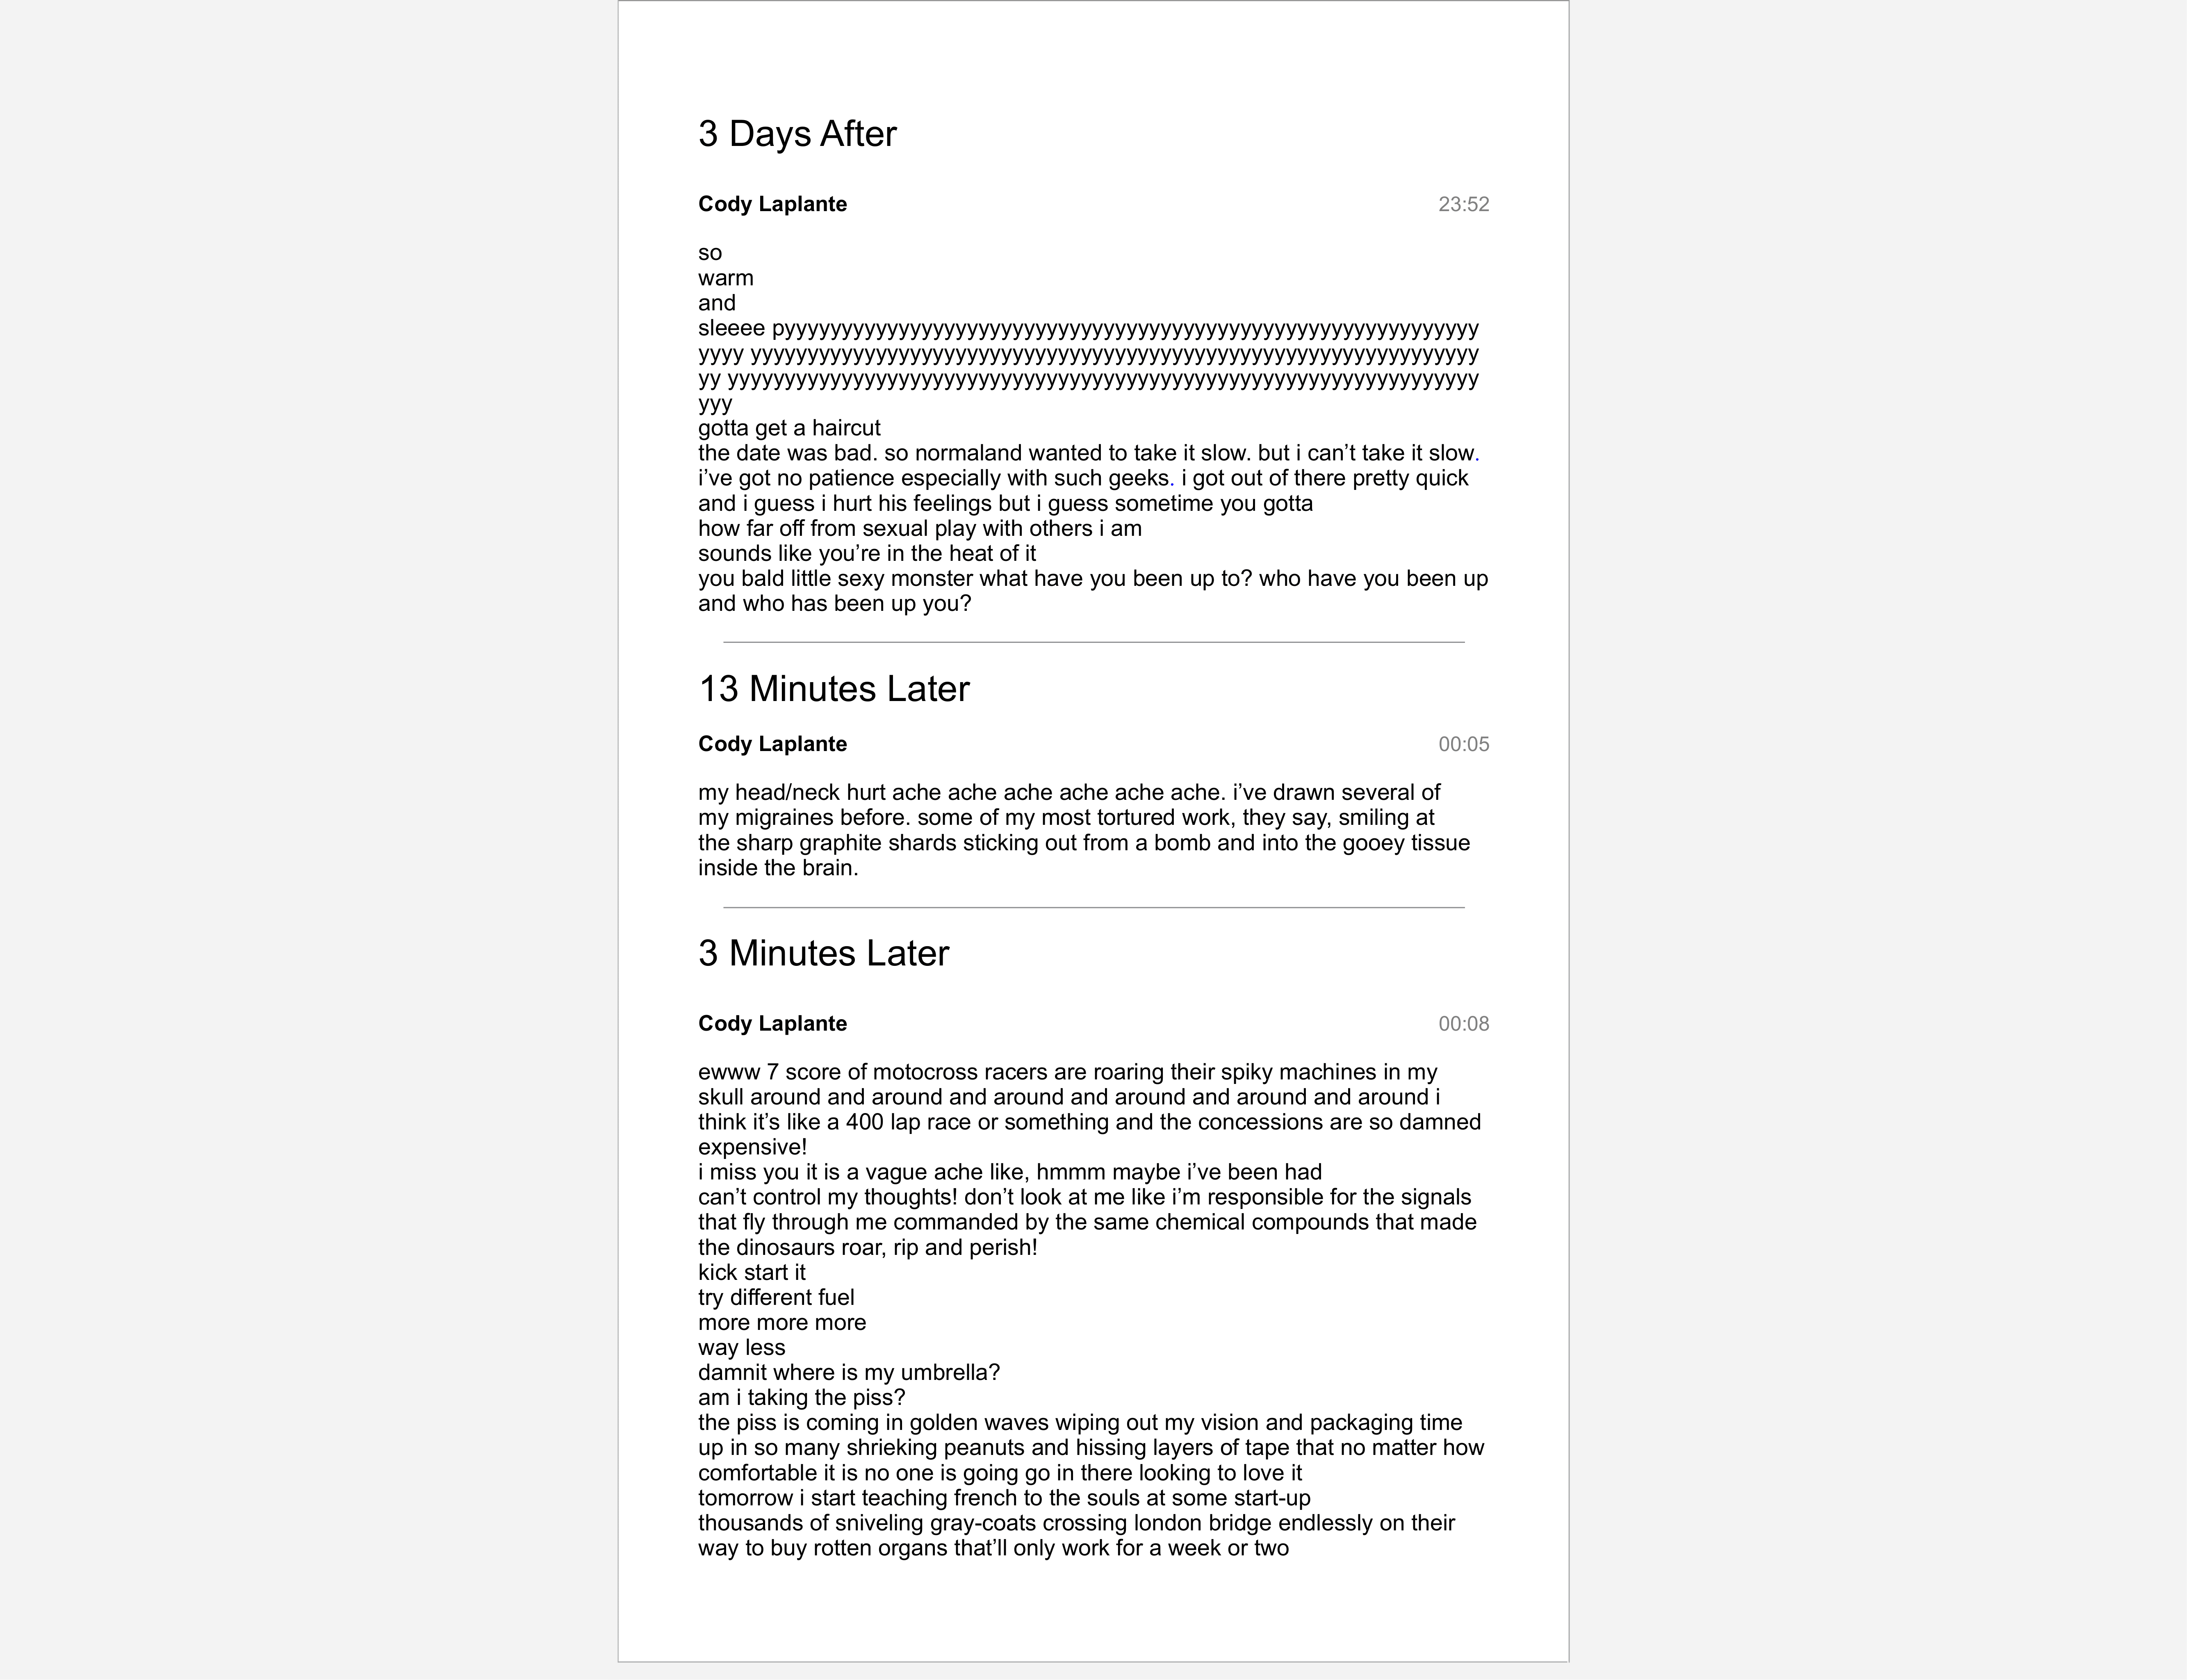 3 Days After
Cody Laplante 23:52
so
warm
and
sleeee pyyyyyyyyyyyyyyyyyyyyyyyyyyyyyyyyyyyyyyyyyyyyyyyyyyyyyyyyyyyyy
yyyy yyyyyyyyyyyyyyyyyyyyyyyyyyyyyyyyyyyyyyyyyyyyyyyyyyyyyyyyyyyyyyyy
yy yyyyyyyyyyyyyyyyyyyyyyyyyyyyyyyyyyyyyyyyyyyyyyyyyyyyyyyyyyyyyyyyyy
yyy
gotta get a haircut
the date was bad. so normaland wanted to take it slow. but i can’t take it slow.
i’ve got no patience especially with such geeks. i got out of there pretty quick
and i guess i hurt his feelings but i guess sometime you gotta
how far off from sexual play with others i am
sounds like you’re in the heat of it
you bald little sexy monster what have you been up to? who have you been up
and who has been up you?
13 Minutes Later
Cody Laplante 00:05
my head/neck hurt ache ache ache ache ache ache. i’ve drawn several of
my migraines before. some of my most tortured work, they say, smiling at
the sharp graphite shards sticking out from a bomb and into the gooey tissue
inside the brain.
3 Minutes Later
Cody Laplante 00:08
ewww 7 score of motocross racers are roaring their spiky machines in my
skull around and around and around and around and around and around i
think it’s like a 400 lap race or something and the concessions are so damned
expensive!
i miss you it is a vague ache like, hmmm maybe i’ve been had
can’t control my thoughts! don’t look at me like i’m responsible for the signals
that fly through me commanded by the same chemical compounds that made
the dinosaurs roar, rip and perish!
kick start it
try different fuel
more more more
way less
damnit where is my umbrella?
am i taking the piss?
the piss is coming in golden waves wiping out my vision and packaging time
up in so many shrieking peanuts and hissing layers of tape that no matter how
comfortable it is no one is going go in there looking to love it
tomorrow i start teaching french to the souls at some start-up
thousands of sniveling gray-coats crossing london bridge endlessly on their
way to buy rotten organs that’ll only work for a week or two